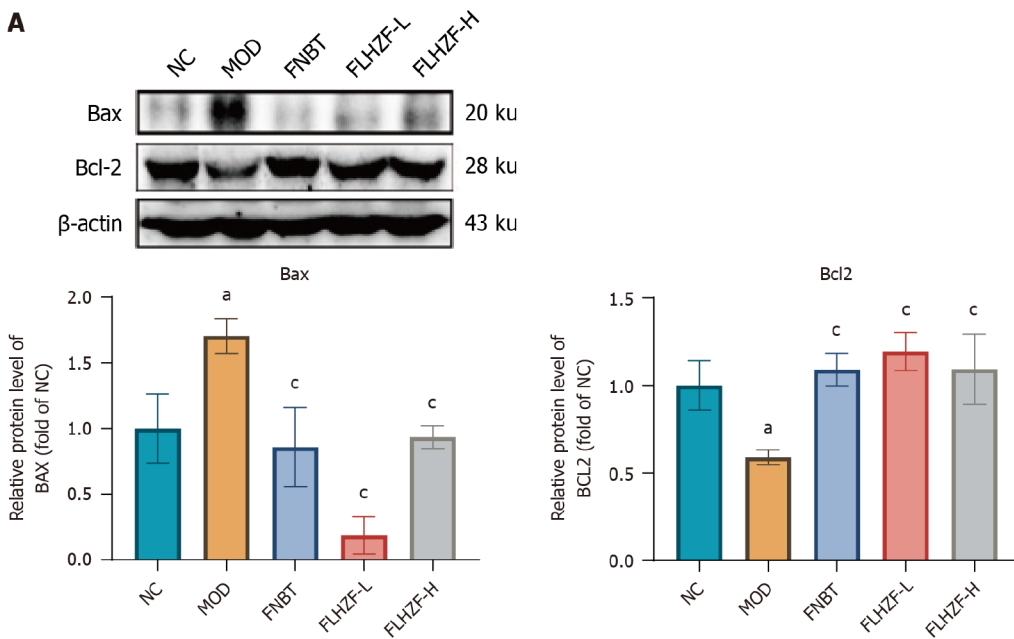 A
NC MOD FNBT FLHZF-L FLHZF-H
Bax 20 ku
Bcl-2 28 ku
β-actin 43 ku
Bax
Relative protein level of
BAX (fold of NC)
2.0
1.5
1.0
0.5
0.0
a
c
c
c
NC MOD FNBT FLHZF-L FLHZF-H
Bcl2
Relative protein level of
BCL2 (fold of NC)
1.5
1.0
0.5
0.0
a
c
c
c
NC MOD FNBT FLHZF-L FLHZF-H